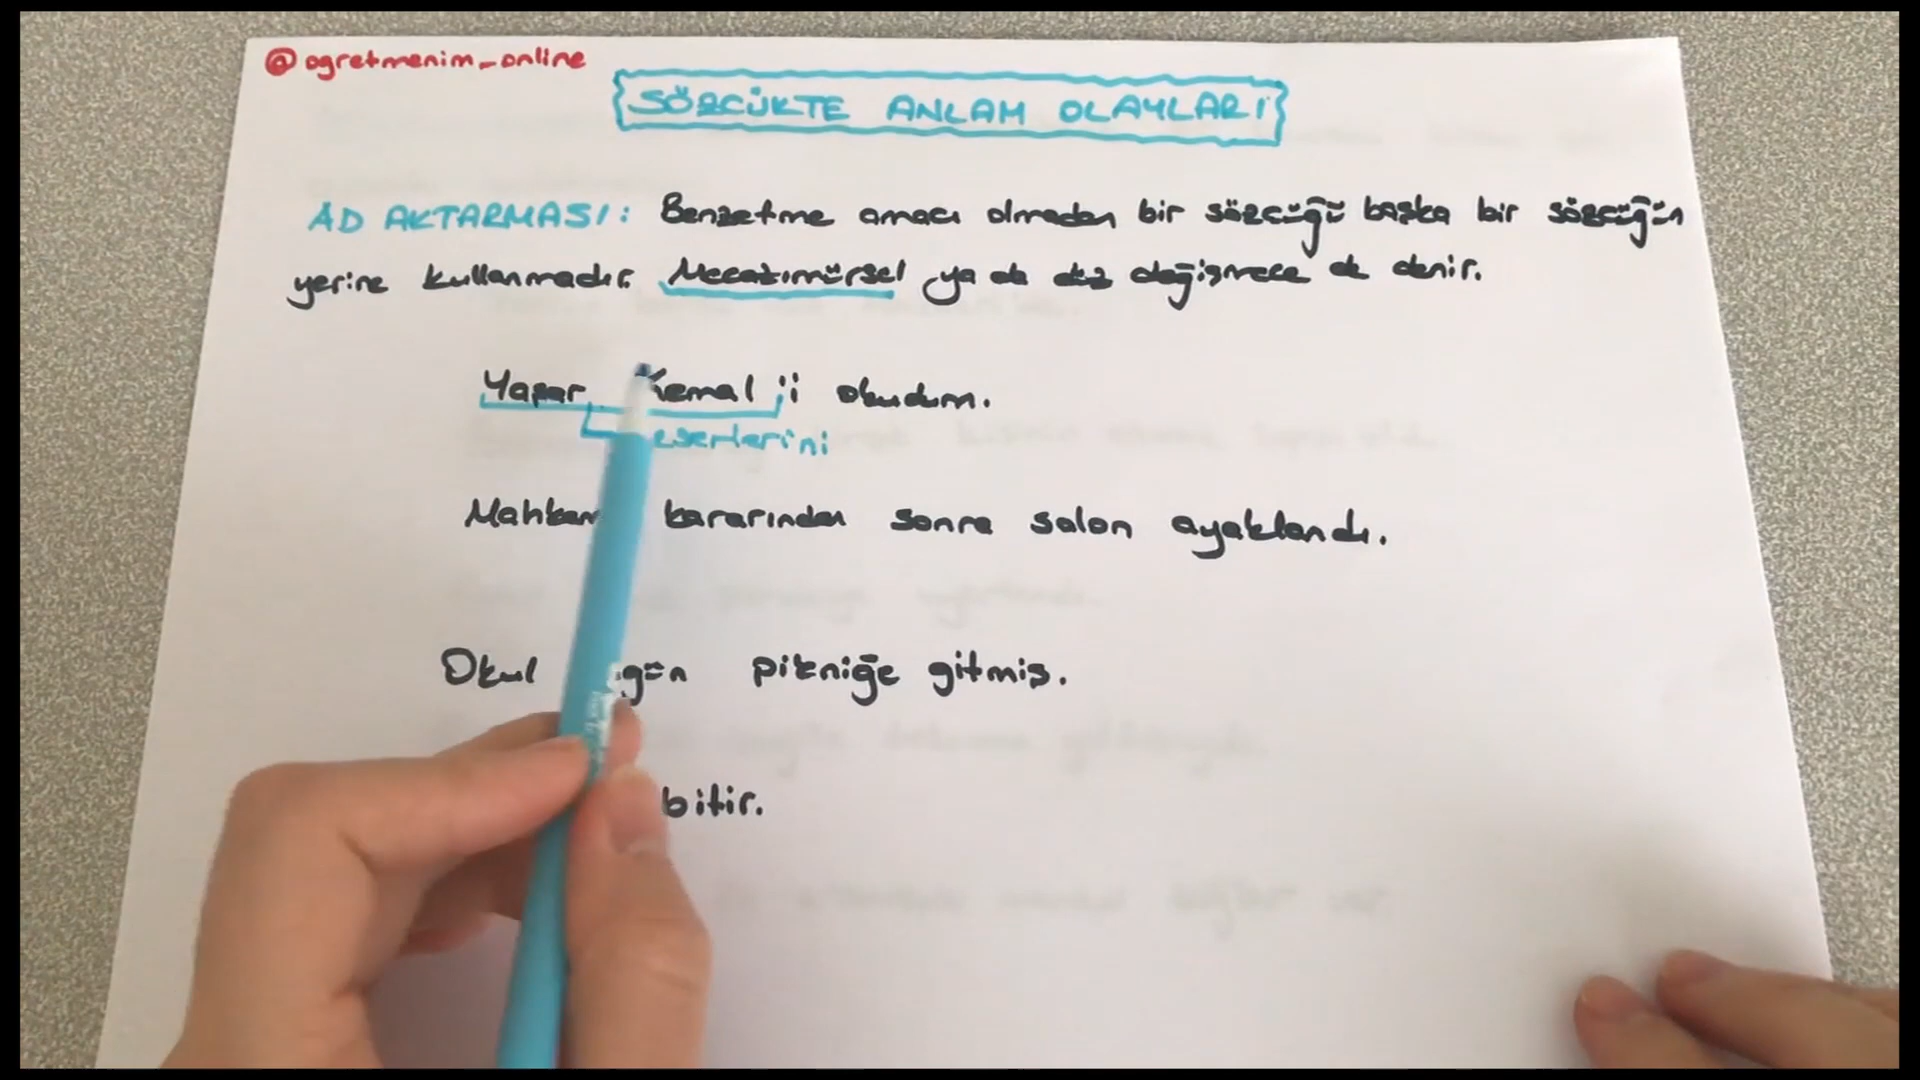 @ogretmenim_online
SÖZCÜKTE ANLAM OLAYLARI
AD AKTARMASI: Benzetme amacı olmadan bir sözcüğü başka bir sözcüğün
yerine kullanmadır. Mecazımürsel ya da düz değişmece de denir.
Yaşar Kemal'i okudum.
eserlerini
kararından sonra salon ayaklandı.
Okul pikniğe gitmiş.
bitir.